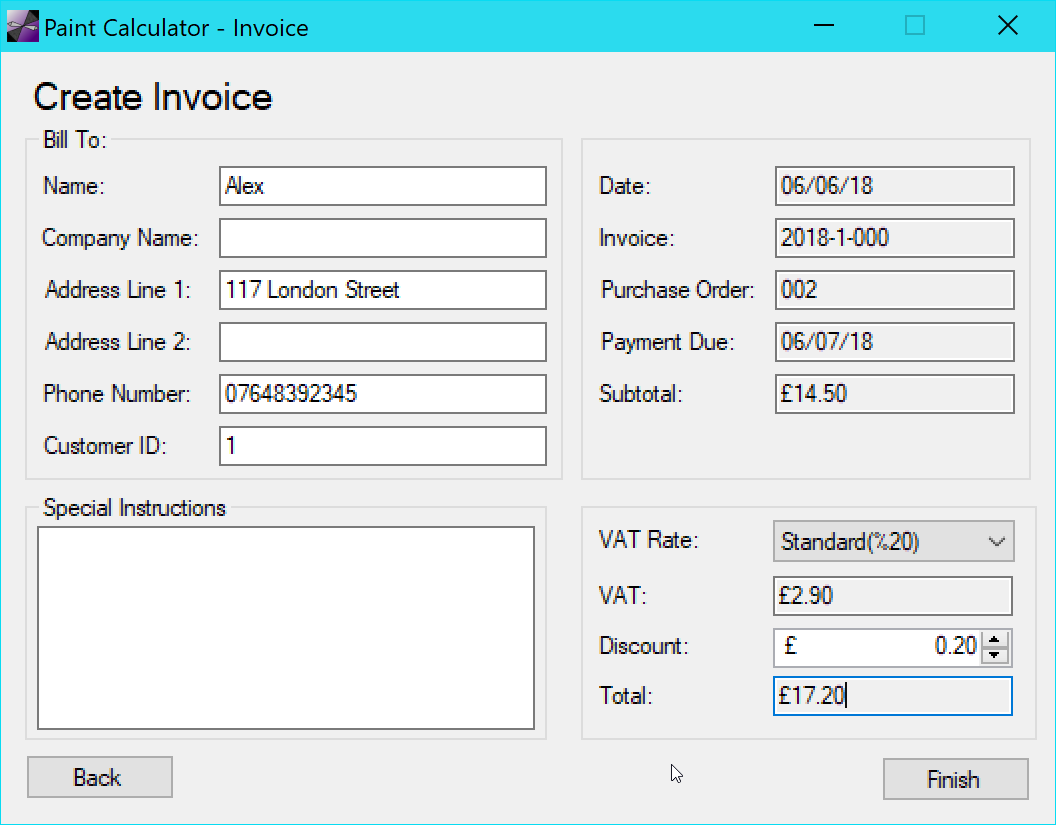 Paint Calculator - Invoice
Create Invoice
Bill To:
Name: Alex
Company Name:
Address Line 1: 117 London Street
Address Line 2:
Phone Number: 07648392345
Customer ID: 1
Date: 06/06/18
Invoice: 2018-1-000
Purchase Order: 002
Payment Due: 06/07/18
Subtotal: £14.50
Special Instructions
VAT Rate: Standard(%20)
VAT: £2.90
Discount: £ 0.20
Total: £17.20
Back
Finish